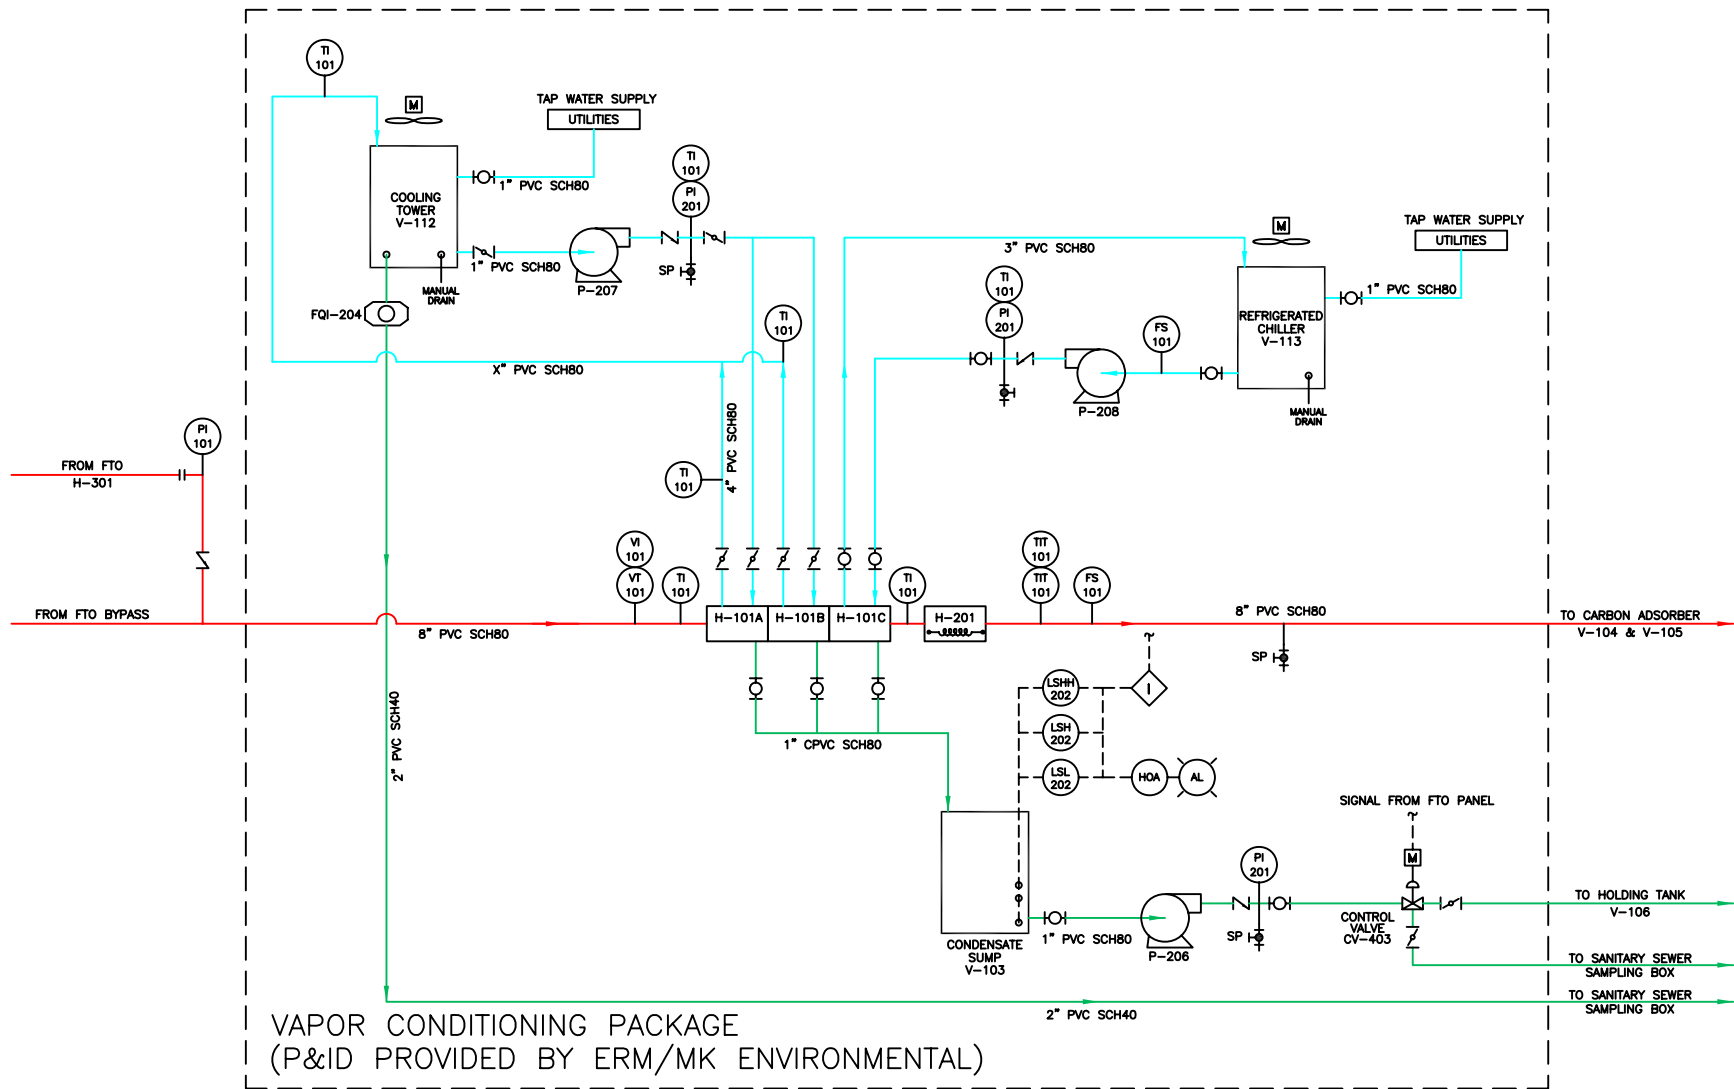 TI
101
M
TAP WATER SUPPLY
UTILITIES
1" PVC SCH80
COOLING
TOWER
V-112
TI
101
PI
201
SP
1" PVC SCH80
P-207
MANUAL
DRAIN
FQI-204
X" PVC SCH80
TI
101
4" PVC SCH80
TI
101
3" PVC SCH80
M
TAP WATER SUPPLY
UTILITIES
1" PVC SCH80
REFRIGERATED
CHILLER
V-113
TI
101
PI
201
FS
101
P-208
MANUAL
DRAIN
PI
101
FROM FTO
H-301
FROM FTO BYPASS
8" PVC SCH80
VI
101
VT
101
TI
101
H-101A
H-101B
H-101C
TI
101
H-201
TIT
101
TIT
101
FS
101
8" PVC SCH80
SP
TO CARBON ADSORBER
V-104 & V-105
2" PVC SCH40
1" CPVC SCH80
LSHH
202
I
LSH
202
LSL
202
HOA
AL
SIGNAL FROM FTO PANEL
M
CONDENSATE
SUMP
V-103
1" PVC SCH80
P-206
PI
201
SP
CONTROL
VALVE
CV-403
TO HOLDING TANK
V-106
TO SANITARY SEWER
SAMPLING BOX
TO SANITARY SEWER
SAMPLING BOX
2" PVC SCH40
VAPOR CONDITIONING PACKAGE
(P&ID PROVIDED BY ERM/MK ENVIRONMENTAL)